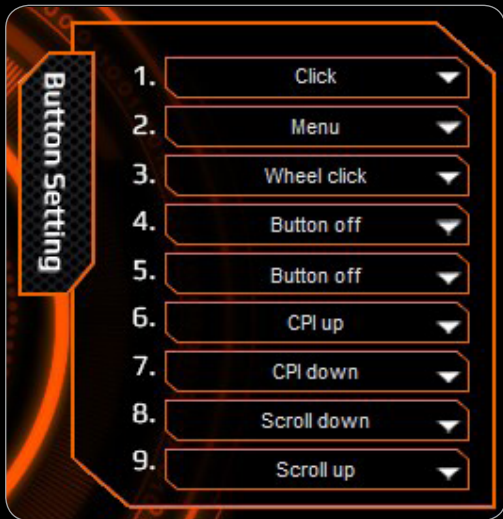 Button Setting
1. Click
2. Menu
3. Wheel click
4. Button off
5. Button off
6. CPI up
7. CPI down
8. Scroll down
9. Scroll up